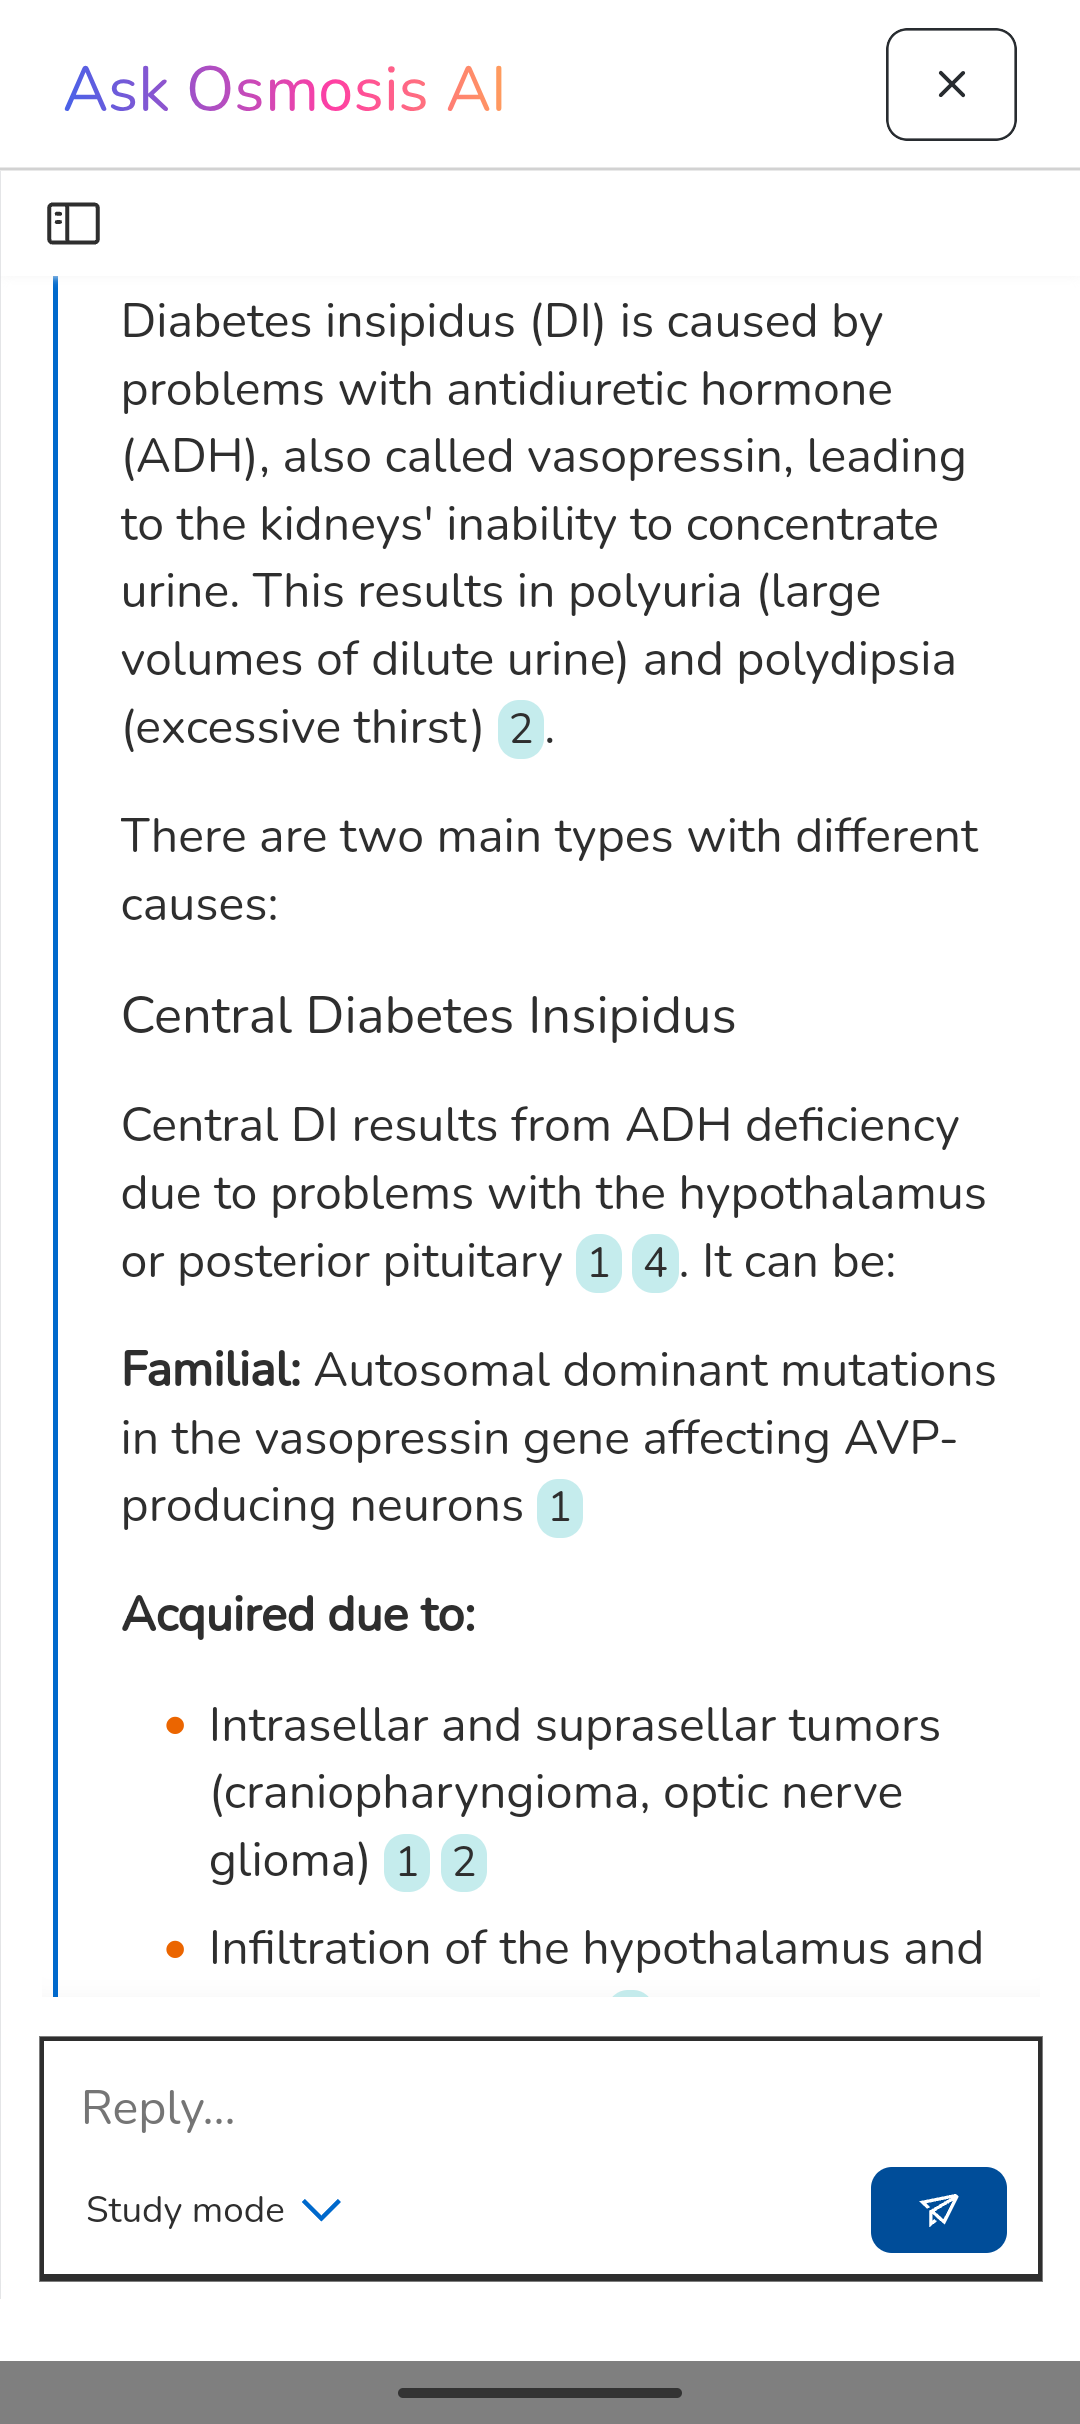 Ask Osmosis AI
Diabetes insipidus (DI) is caused by
problems with antidiuretic hormone
(ADH), also called vasopressin, leading
to the kidneys' inability to concentrate
urine. This results in polyuria (large
volumes of dilute urine) and polydipsia
(excessive thirst) 2.
There are two main types with different
causes:
Central Diabetes Insipidus
Central DI results from ADH deficiency
due to problems with the hypothalamus
or posterior pituitary 1 4. It can be:
Familial: Autosomal dominant mutations
in the vasopressin gene affecting AVP-
producing neurons 1
Acquired due to:
• Intrasellar and suprasellar tumors
(craniopharyngioma, optic nerve
glioma) 1 2
• Infiltration of the hypothalamus and
Reply...
Study mode